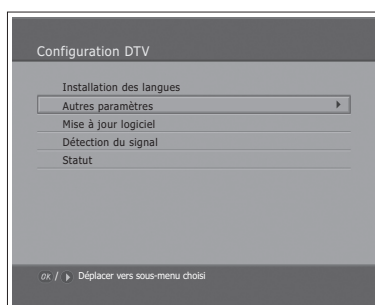 Configuration DTV
Installation des langues
Autres paramètres
Mise à jour logiciel
Détection du signal
Statut
OK / Déplacer vers sous-menu choisi